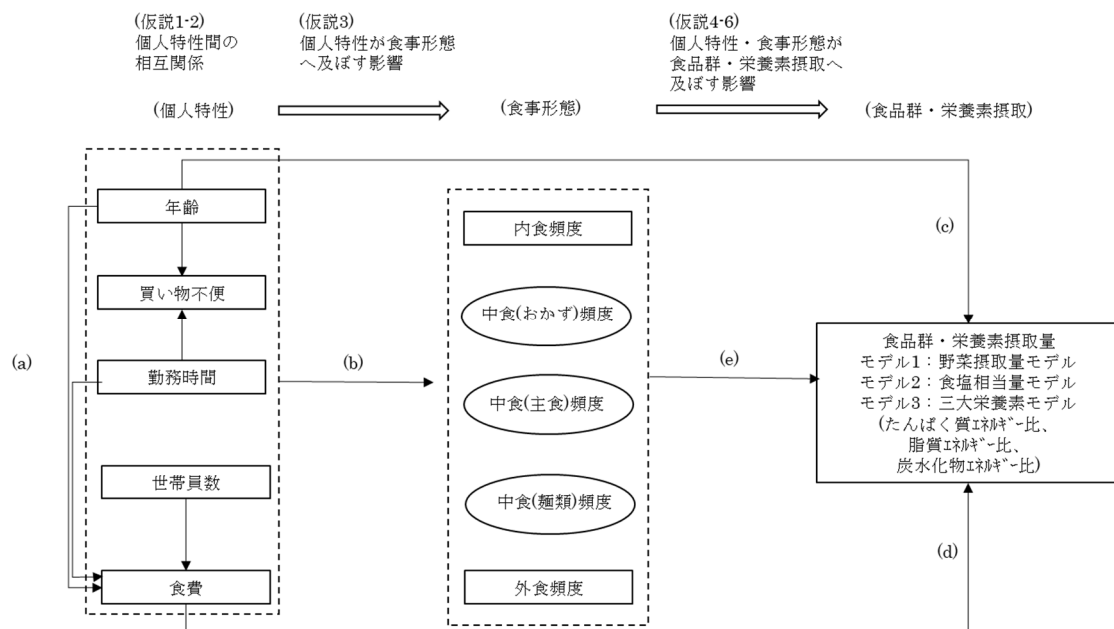 (仮説1-2)
個人特性間の
相互関係
(仮説3)
個人特性が食事形態
へ及ぼす影響
(仮説4-6)
個人特性・食事形態が
食品群・栄養素摂取へ
及ぼす影響
(個人特性)
(食事形態)
(食品群・栄養素摂取)
年齢
買い物不便
勤務時間
世帯員数
食費
(a)
(b)
内食頻度
中食(おかず)頻度
中食(主食)頻度
中食(麺類)頻度
外食頻度
(c)
(e)
(d)
食品群・栄養素摂取量
モデル1：野菜摂取量モデル
モデル2：食塩相当量モデル
モデル3：三大栄養素モデル
(たんぱく質ｴﾈﾙｷﾞｰ比、
脂質ｴﾈﾙｷﾞｰ比、
炭水化物ｴﾈﾙｷﾞｰ比)